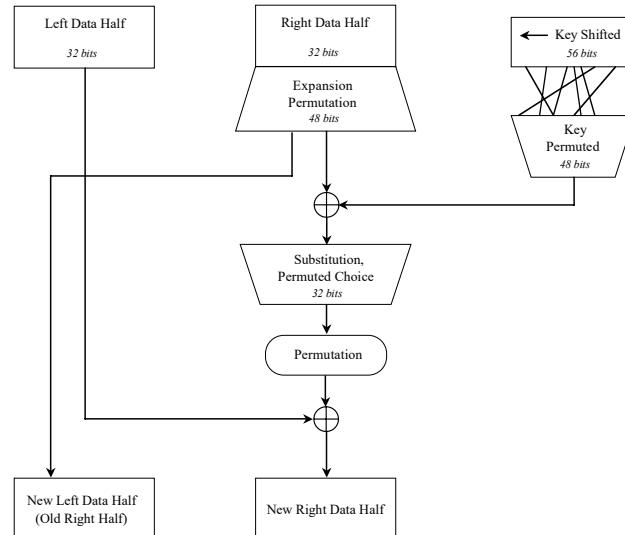 Left Data Half
32 bits
Right Data Half
32 bits
Key Shifted
56 bits
Expansion
Permutation
48 bits
Key
Permuted
48 bits
Substitution,
Permuted Choice
32 bits
Permutation
New Left Data Half
(Old Right Half)
New Right Data Half